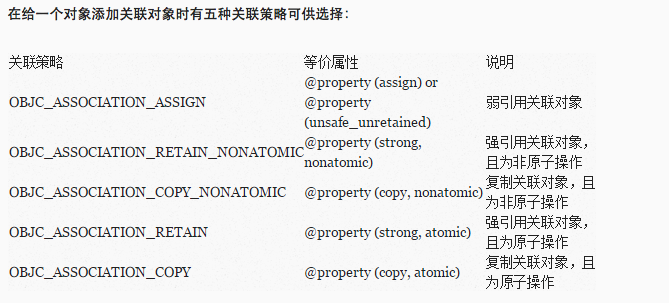 在给一个对象添加关联对象时有五种关联策略可供选择：
关联策略 等价属性 说明
OBJC_ASSOCIATION_ASSIGN @property (assign) or @property (unsafe_unretained) 弱引用关联对象
OBJC_ASSOCIATION_RETAIN_NONATOMIC @property (strong, nonatomic) 强引用关联对象，且为非原子操作
OBJC_ASSOCIATION_COPY_NONATOMIC @property (copy, nonatomic) 复制关联对象，且为非原子操作
OBJC_ASSOCIATION_RETAIN @property (strong, atomic) 强引用关联对象，且为原子操作
OBJC_ASSOCIATION_COPY @property (copy, atomic) 复制关联对象，且为原子操作